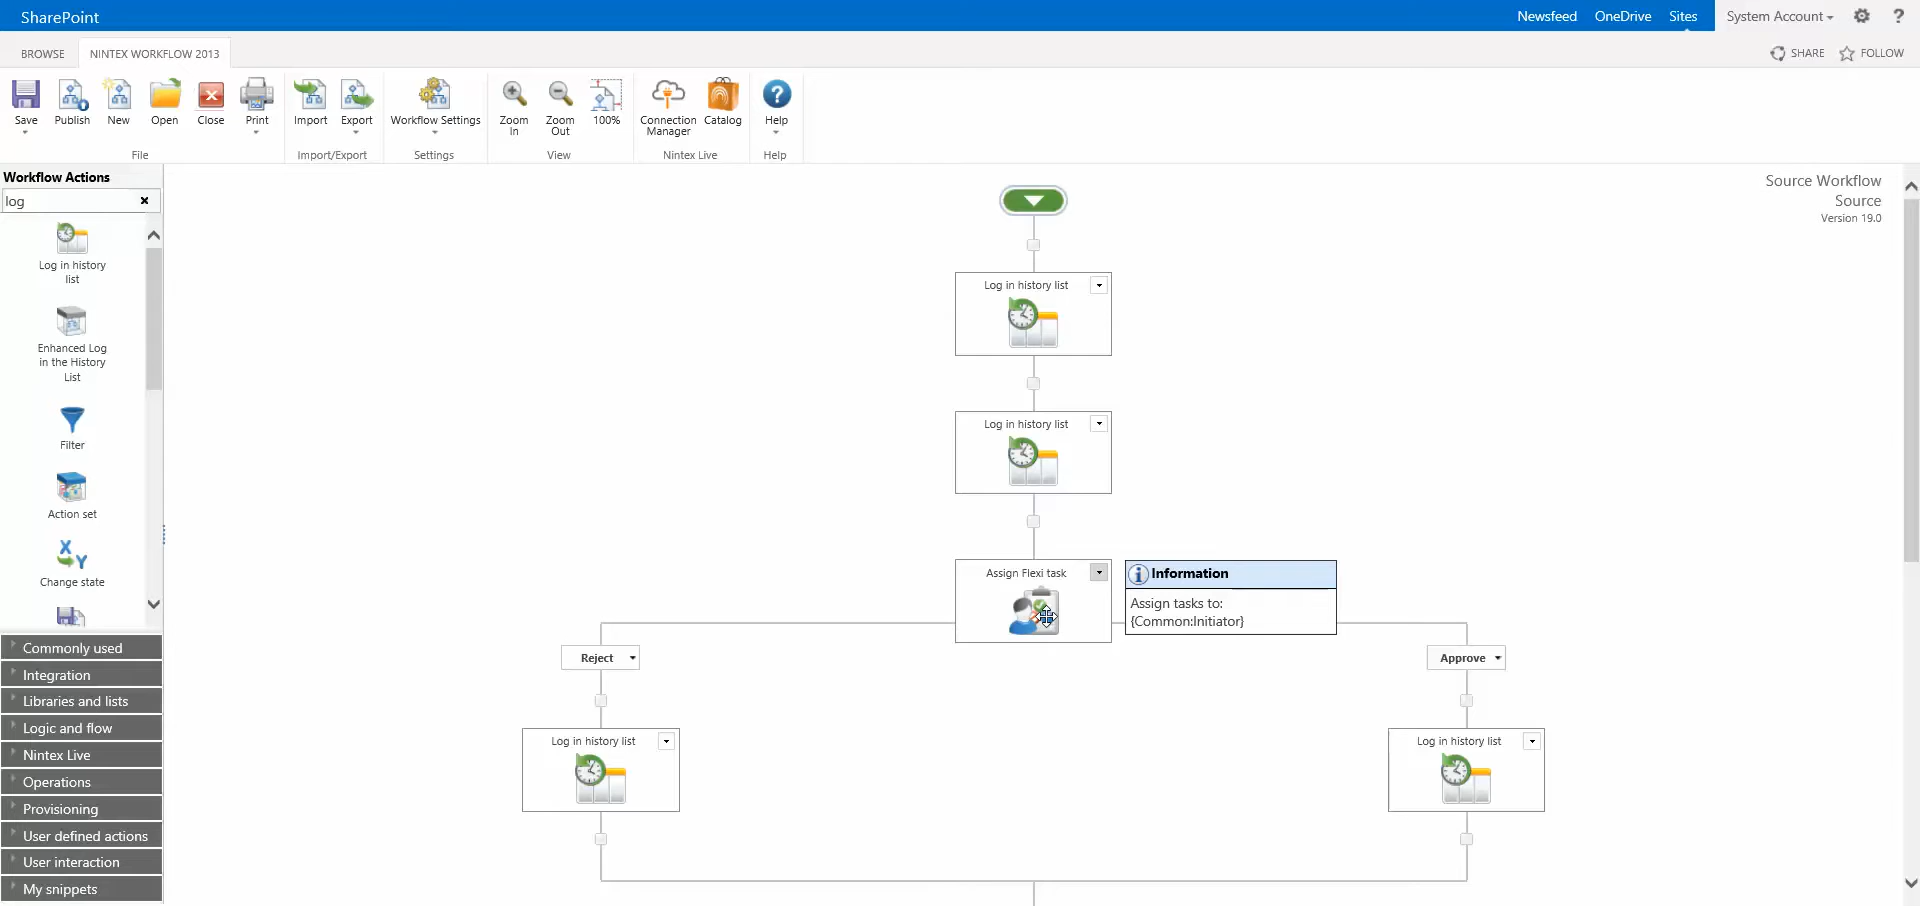 SharePoint
Newsfeed OneDrive Sites System Account ?
BROWSE NINTEX WORKFLOW 2013
SHARE FOLLOW
Save Publish New Open Close Print Import Export Workflow Settings Zoom In Zoom Out 100% Connection Manager Catalog Help
File Import/Export Settings View Nintex Live Help
Workflow Actions
log
Log in history
list
Enhanced Log
in the History
List
Filter
Action set
X
Y
Change state
Commonly used
Integration
Libraries and lists
Logic and flow
Nintex Live
Operations
Provisioning
User defined actions
User interaction
My snippets
Source Workflow
Source
Version 19.0
Log in history list
Log in history list
Assign Flexi task
Information
Assign tasks to:
{Common:Initiator}
Reject
Approve
Log in history list
Log in history list